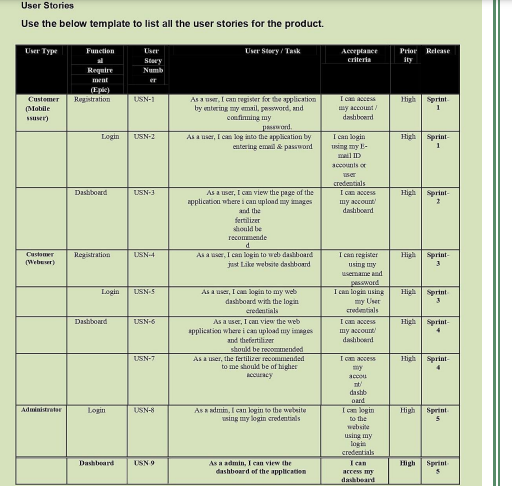 User Stories
Use the below template to list all the user stories for the product.
User Type
Function
al
Require
ment
(Epic)
User
Story
Numb
er
User Story / Task
Acceptance
criteria
Prior
ity
Release
Customer
(Mobile
ssuser)
Registration
USN-1
As a user, I can register for the application
by entering my email, password, and
confirming my
password.
I can access
my account /
dashboard
High
Sprint-
1
Login
USN-2
As a user, I can log into the application by
entering email & password
I can login
using my E-
mail ID
accounts or
user
credentials
High
Sprint-
1
Dashboard
USN-3
As a user, I can view the page of the
application where i can upload my images
and the
fertilizer
should be
recommende
d
I can access
my account/
dashboard
High
Sprint-
2
Customer
(Webuser)
Registration
USN-4
As a user, I can login to web dashboard
just Like website dashboard
I can register
using my
username and
password
High
Sprint-
3
Login
USN-5
As a user, I can login to my web
dashboard with the login
credentials
I can login using
my User
credentials
High
Sprint-
3
Dashboard
USN-6
As a user, I can view the web
application where i can upload my images
and thefertilizer
should be recommended
I can access
my account/
dashboard
High
Sprint-
4
USN-7
As a user, the fertilizer recommended
to me should be of higher
accuracy
I can access
my
accou
nt/
dashb
oard
High
Sprint-
4
Administrator
Login
USN-8
As a admin, I can login to the website
using my login credentials
I can login
to the
website
using my
login
credentials
High
Sprint-
5
Dashboard
USN-9
As a admin, I can view the
dashboard of the application
I can
access my
dashboard
High
Sprint-
5